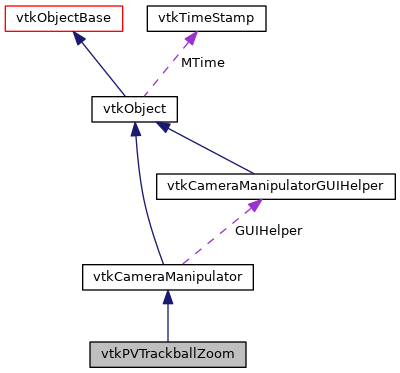 vtkObjectBase
vtkTimeStamp
MTime
vtkObject
vtkCameraManipulatorGUIHelper
GUIHelper
vtkCameraManipulator
vtkPVTrackballZoom